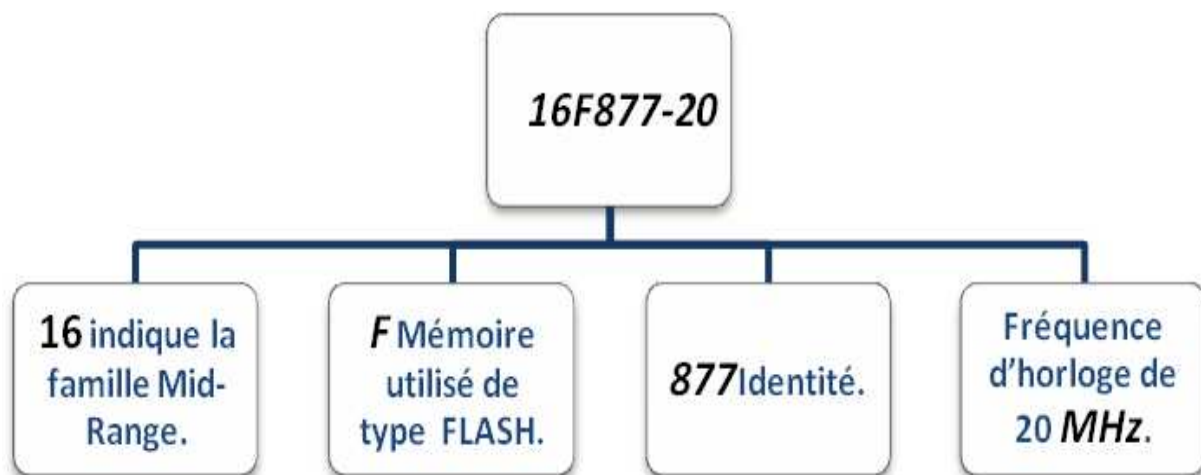 16F877-20
16 indique la
famille Mid-
Range.
F Mémoire
utilisé de
type FLASH.
877Identité.
Fréquence
d'horloge de
20 MHz.